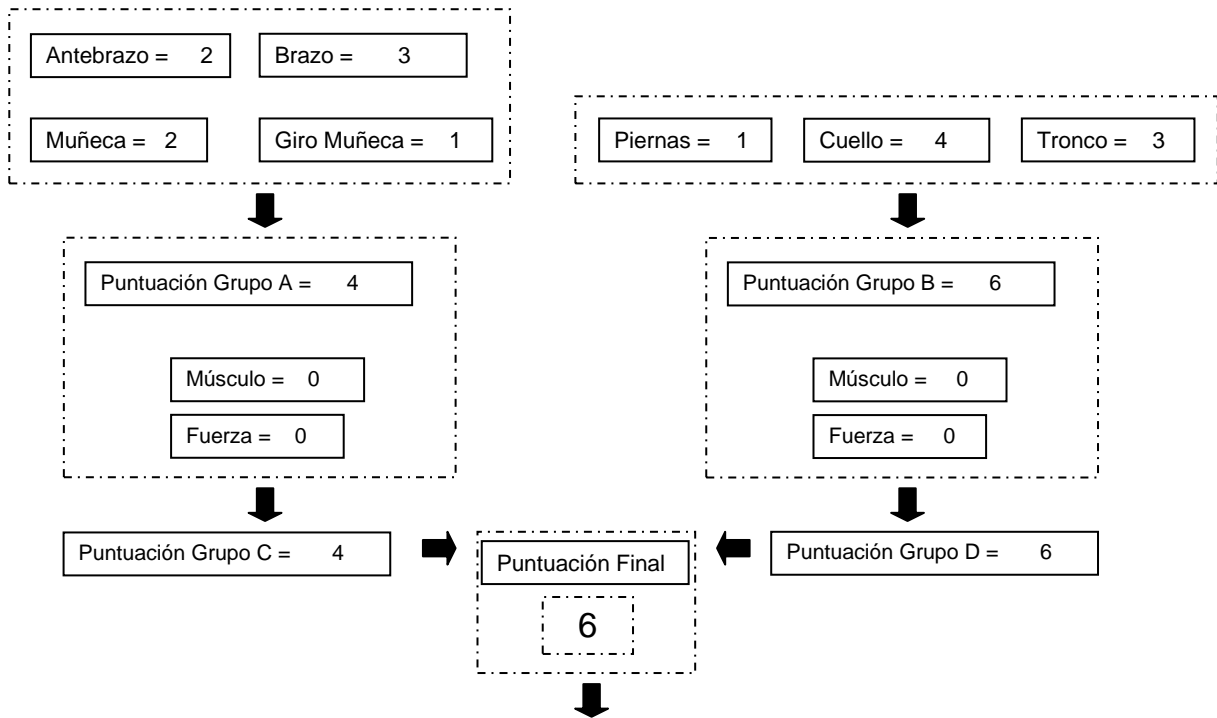 Antebrazo = 2
Brazo = 3
Muñeca = 2
Giro Muñeca = 1
Piernas = 1
Cuello = 4
Tronco = 3
Puntuación Grupo A = 4
Músculo = 0
Fuerza = 0
Puntuación Grupo B = 6
Músculo = 0
Fuerza = 0
Puntuación Grupo C = 4
Puntuación Final
6
Puntuación Grupo D = 6